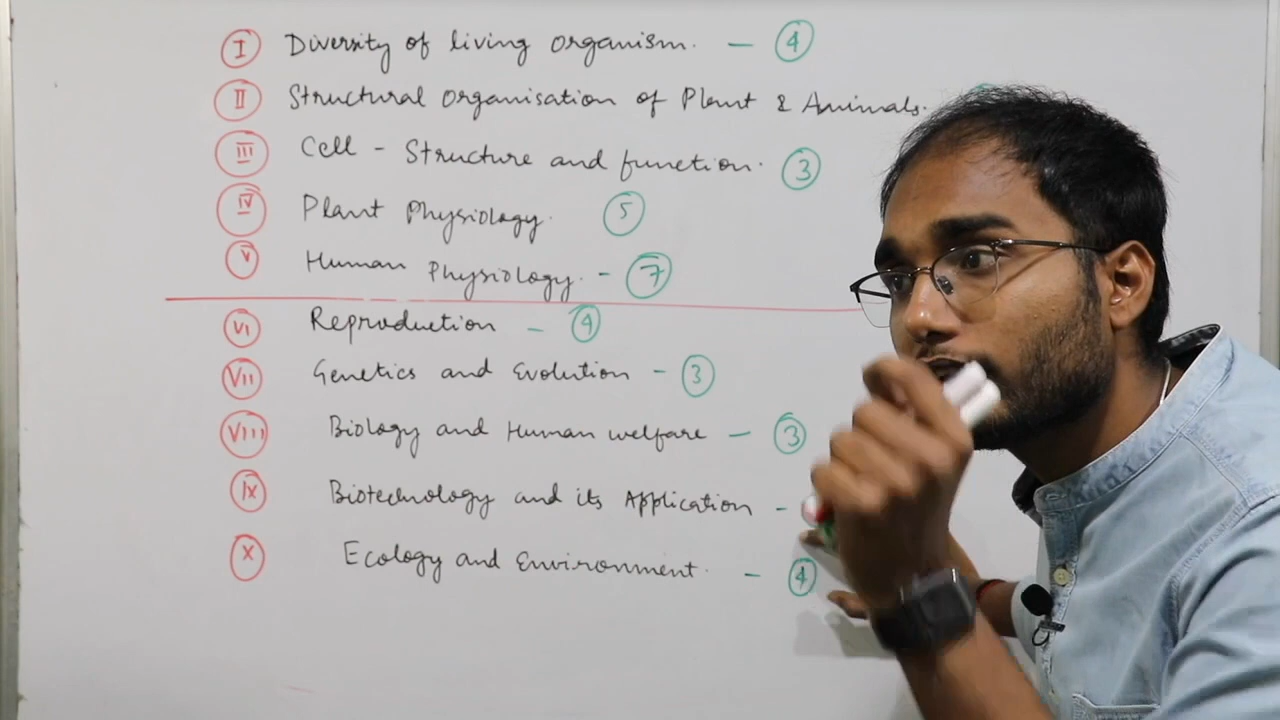 I Diversity of living organism. - 4
II Structural organisation of Plant & Animals.
III Cell - Structure and function. 3
IV Plant Physiology. 5
V Human Physiology. - 7
VI Reproduction - 4
VII Genetics and Evolution - 3
VIII Biology and Human welfare - 3
IX Biotechnology and its Application -
X Ecology and Environment. - 4